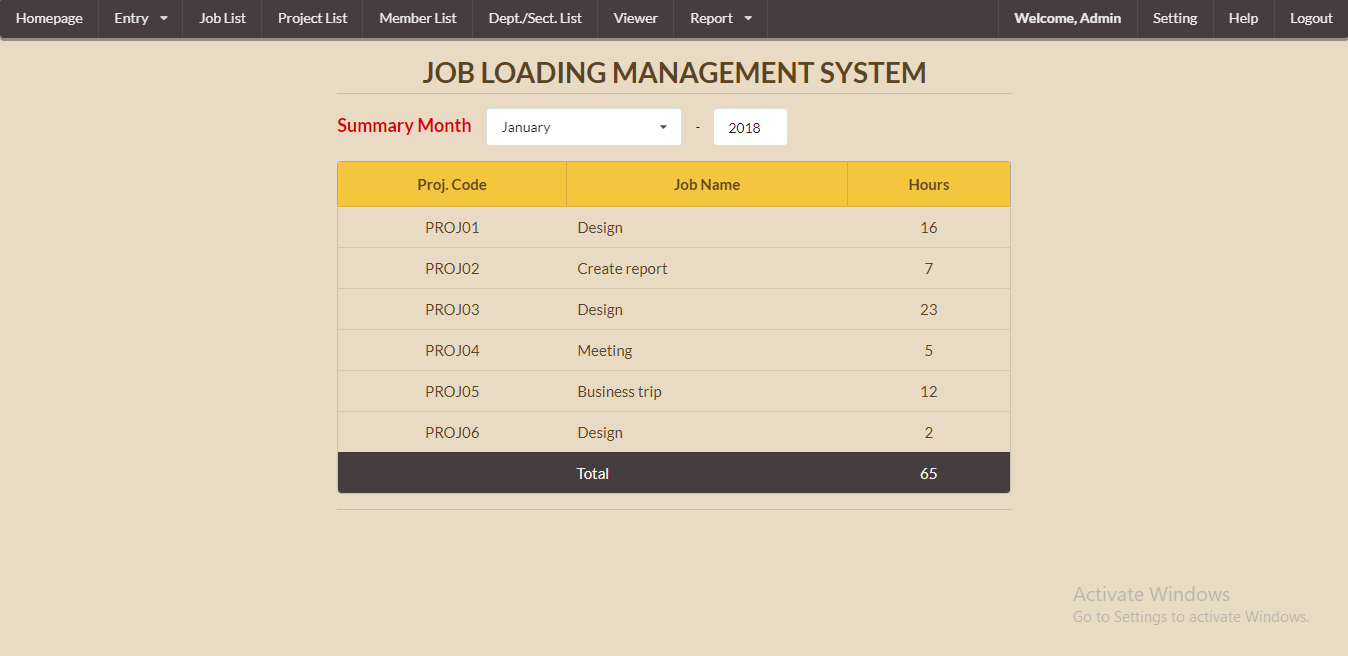 Homepage Entry Job List Project List Member List Dept./Sect. List Viewer Report Welcome, Admin Setting Help Logout
JOB LOADING MANAGEMENT SYSTEM
Summary Month January - 2018
Proj. Code Job Name Hours
PROJ01 Design 16
PROJ02 Create report 7
PROJ03 Design 23
PROJ04 Meeting 5
PROJ05 Business trip 12
PROJ06 Design 2
Total 65
Activate Windows
Go to Settings to activate Windows.